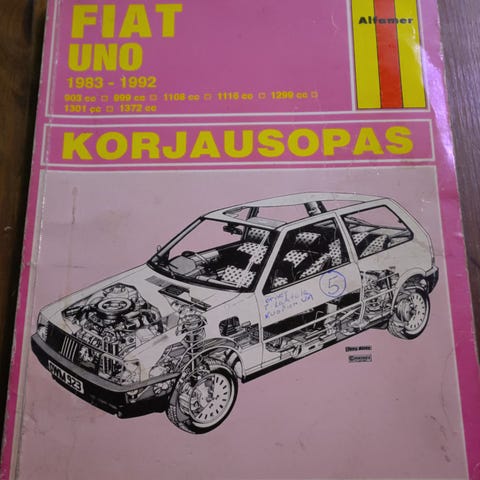 FIAT
Alfamer
UNO
1983 - 1992
903 cc □ 999 cc □ 1108 cc □ 1116 cc □ 1299 cc □
1301 cc □ 1372 cc
KORJAUSOPAS
5